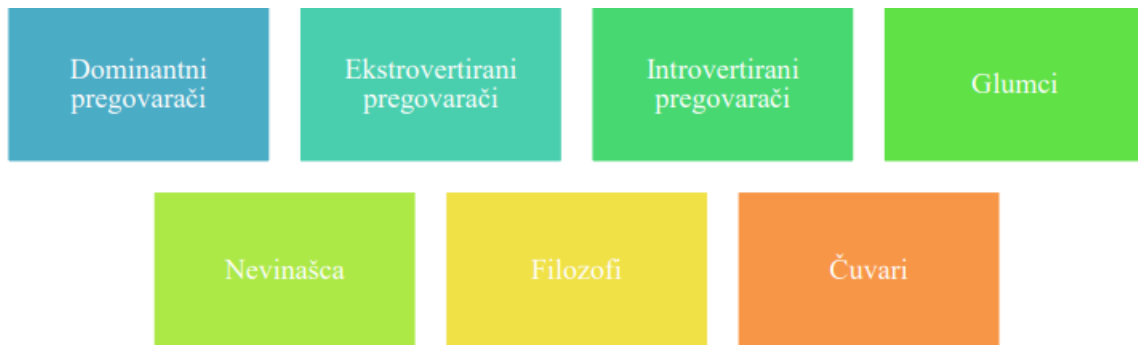 Dominantni
pregovarači
Ekstrovertirani
pregovarači
Introvertirani
pregovarači
Glumci
Nevinašca
Filozofi
Čuvari